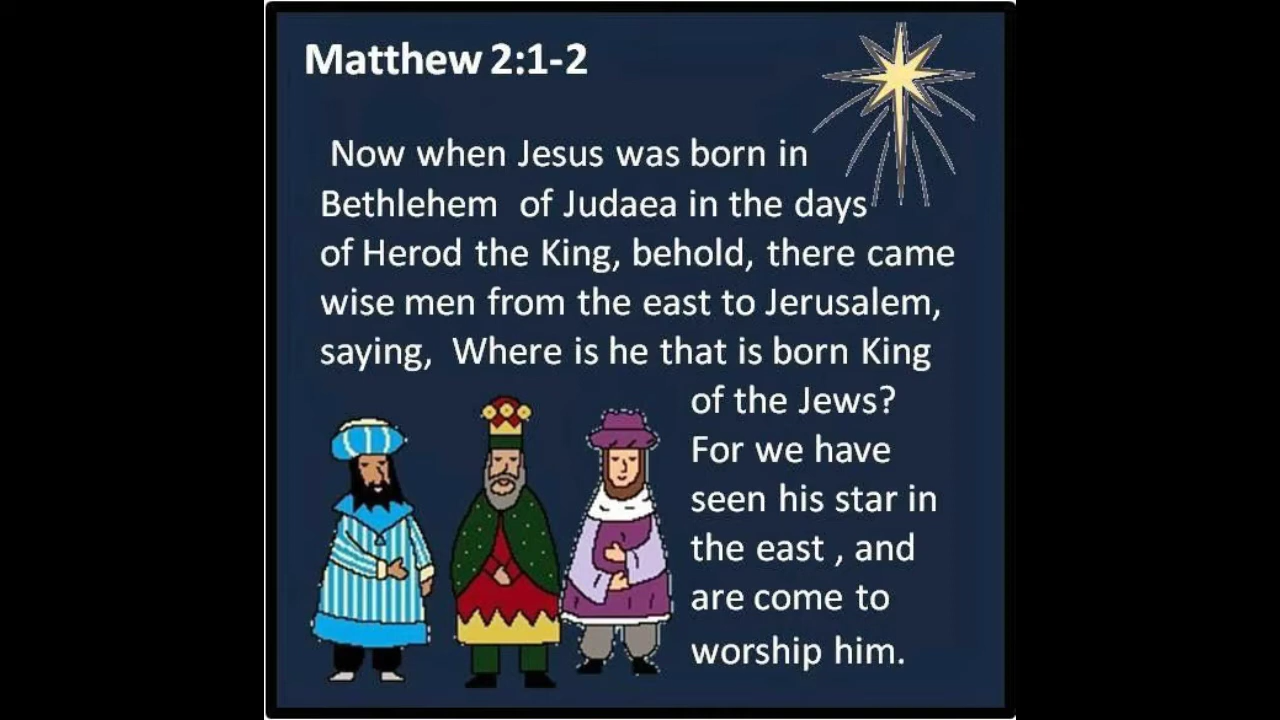 Matthew 2:1-2
Now when Jesus was born in
Bethlehem of Judaea in the days
of Herod the King, behold, there came
wise men from the east to Jerusalem,
saying, Where is he that is born King
of the Jews?
For we have
seen his star in
the east , and
are come to
worship him.